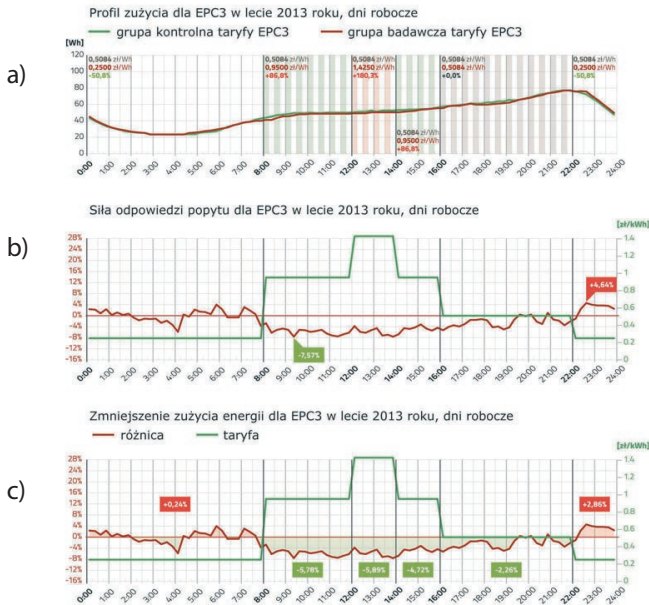 a)
Profil zużycia dla EPC3 w lecie 2013 roku, dni robocze
grupa kontrolna taryfy EPC3 grupa badawcza taryfy EPC3
[Wh]
120
100
80
60
40
20
0
0,5084 zł/Wh
0,2500 zł/Wh
-50,8%
0,5084 zł/Wh
0,9500 zł/Wh
+86,8%
0,5084 zł/Wh
1,4250 zł/Wh
+180,3%
0,5084 zł/Wh
0,9500 zł/Wh
+86,8%
0,5084 zł/Wh
0,5084 zł/Wh
+0,0%
0,5084 zł/Wh
0,2500 zł/Wh
-50,8%
0:00 1:00 2:00 3:00 4:00 5:00 6:00 7:00 8:00 9:00 10:00 11:00 12:00 13:00 14:00 15:00 16:00 17:00 18:00 19:00 20:00 21:00 22:00 23:00 24:00
b)
Siła odpowiedzi popytu dla EPC3 w lecie 2013 roku, dni robocze
[zł/kWh]
28%
24%
20%
16%
12%
8%
4%
0%
-4%
-8%
-12%
-16%
1.4
1.2
1
0.8
0.6
0.4
0.2
0
+4,64%
-7,57%
0:00 1:00 2:00 3:00 4:00 5:00 6:00 7:00 8:00 9:00 10:00 11:00 12:00 13:00 14:00 15:00 16:00 17:00 18:00 19:00 20:00 21:00 22:00 23:00 24:00
c)
Zmniejszenie zużycia energii dla EPC3 w lecie 2013 roku, dni robocze
różnica taryfa
[zł/kWh]
28%
24%
20%
16%
12%
8%
4%
0%
-4%
-8%
-12%
-16%
1.4
1.2
1
0.8
0.6
0.4
0.2
0
+0,24%
+2,86%
-5,78% -5,89% -4,72% -2,26%
0:00 1:00 2:00 3:00 4:00 5:00 6:00 7:00 8:00 9:00 10:00 11:00 12:00 13:00 14:00 15:00 16:00 17:00 18:00 19:00 20:00 21:00 22:00 23:00 24:00